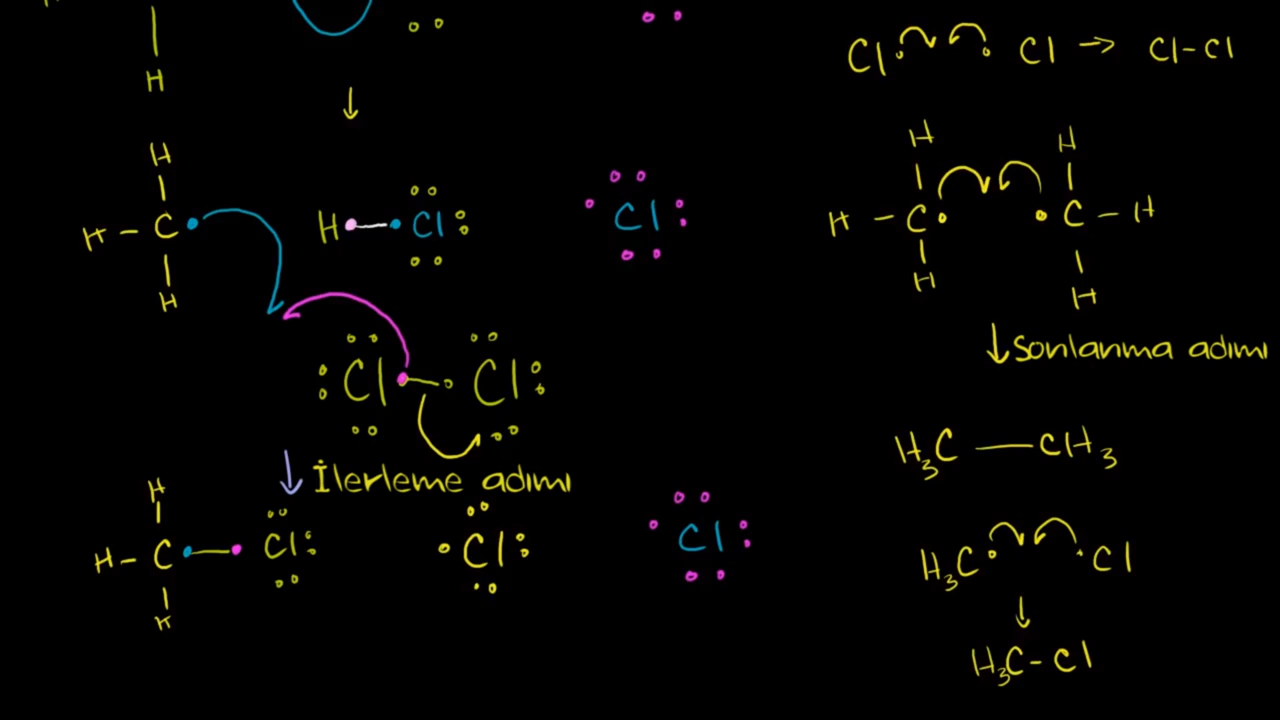 H
H
H
H – C
H
H Cl
Cl
Cl – Cl
İlerleme adımı
H
H – C – Cl
H
Cl
Cl
Cl Cl → Cl-Cl
H H
H – C C – H
H H
Sonlanma adımı
H₃C — CH₃
H₃C Cl
H₃C-Cl